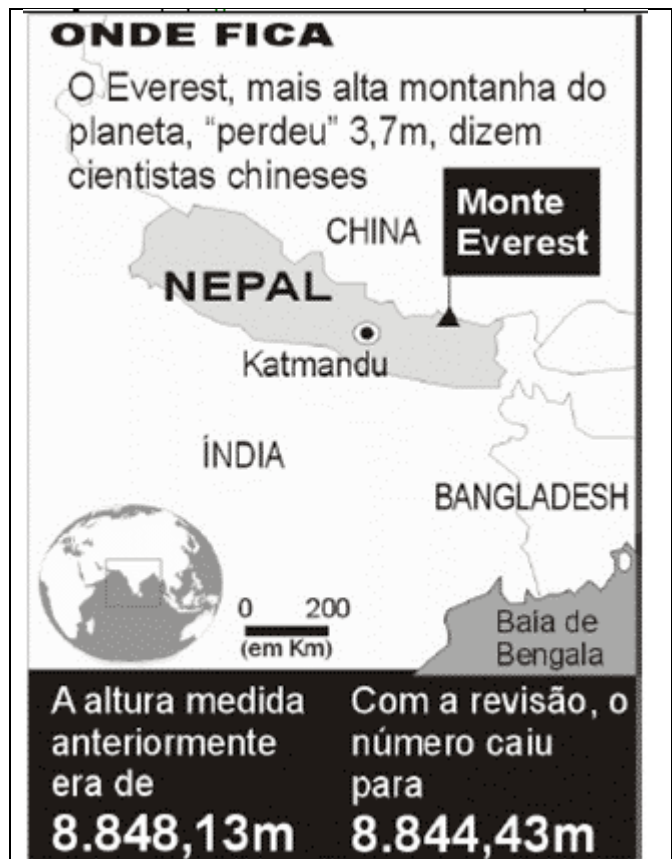 ONDE FICA
O Everest, mais alta montanha do
planeta, “perdeu” 3,7m, dizem
cientistas chineses
Monte
Everest
CHINA
NEPAL
Katmandu
ÍNDIA
BANGLADESH
0 200
(em Km)
Baia de
Bengala
A altura medida
anteriormente
era de
8.848,13m
Com a revisão, o
número caiu
para
8.844,43m